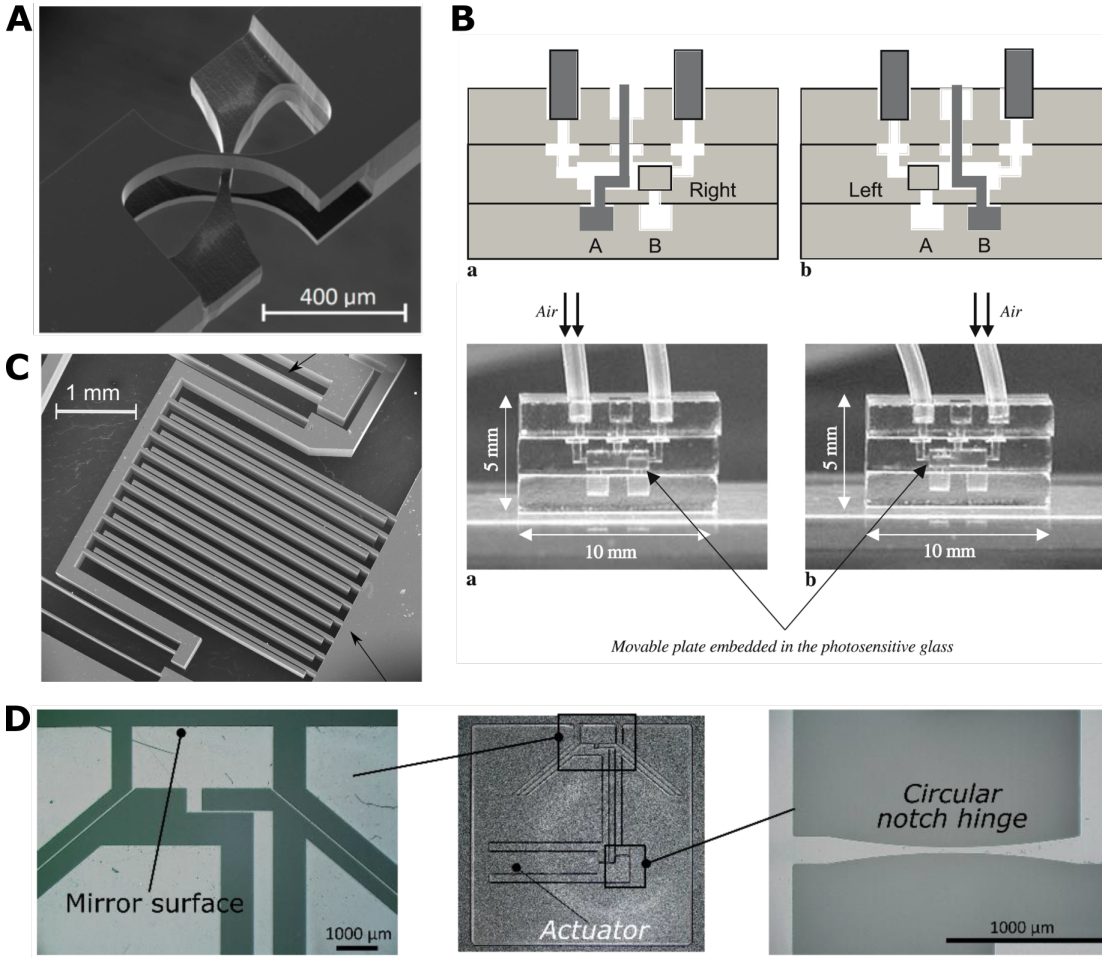 A
400 µm
B
Right
A
B
a
Left
A
B
b
Air
5 mm
10 mm
a
Air
5 mm
10 mm
b
Movable plate embedded in the photosensitive glass
C
1 mm
D
Mirror surface
1000 µm
Actuator
Circular
notch hinge
1000 µm